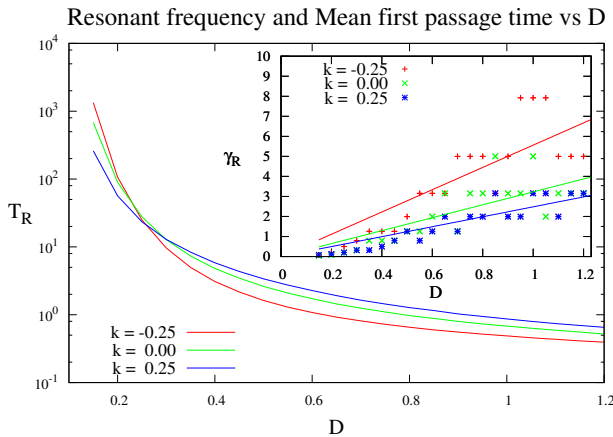 Resonant frequency and Mean first passage time vs D
10^4
10^3
10^2
10^1
10^0
10^-1
T_R
0.2
0.4
0.6
0.8
1
1.2
D
k = -0.25
k = 0.00
k = 0.25
k = -0.25
k = 0.00
k = 0.25
γ_R
10
9
8
7
6
5
4
3
2
1
0
0
0.2
0.4
0.6
0.8
1
1.2
D